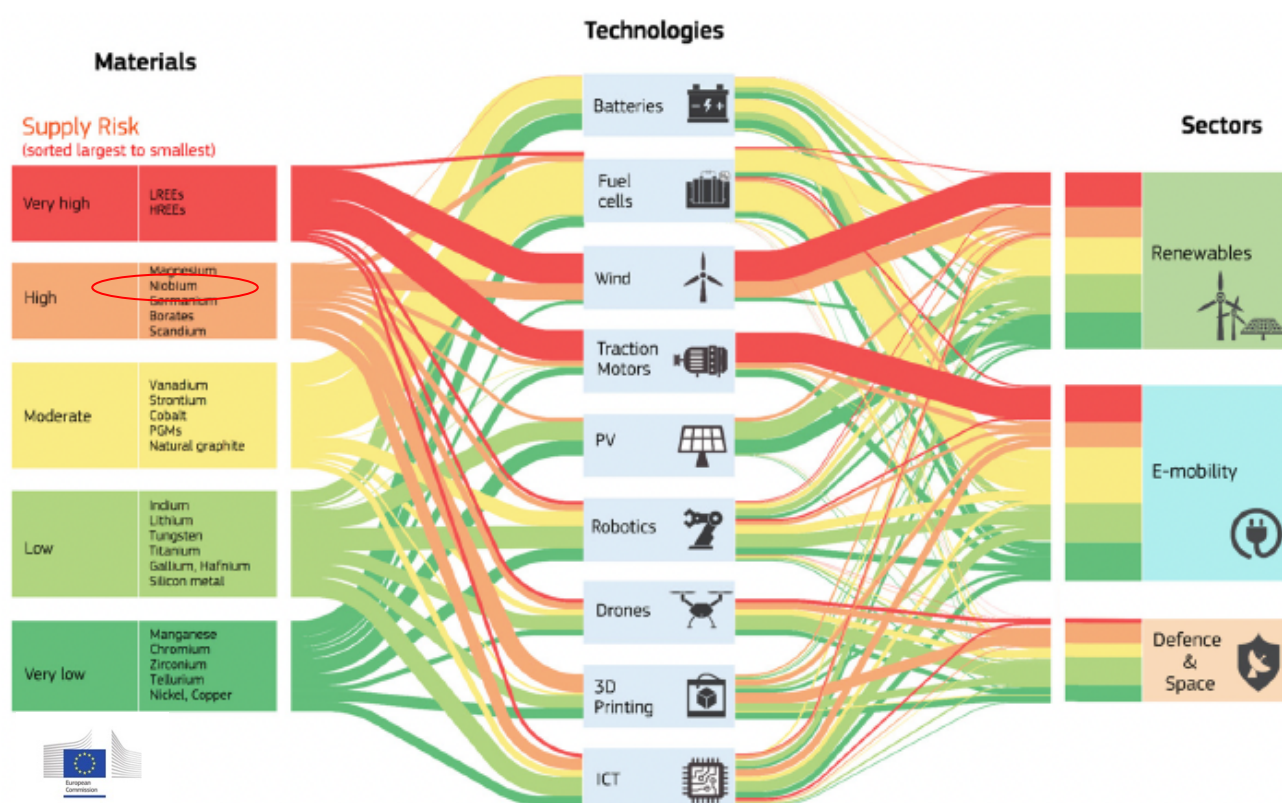 Materials
Technologies
Sectors
Supply Risk
(sorted largest to smallest)
Very high
LREEs
HREEs
High
Magnesium
Niobium
Germanium
Borates
Scandium
Moderate
Vanadium
Strontium
Cobalt
PGMs
Natural graphite
Low
Indium
Lithium
Tungsten
Titanium
Gallium, Hafnium
Silicon metal
Very low
Manganese
Chromium
Zirconium
Tellurium
Nickel, Copper
European
Commission
Batteries
Fuel
cells
Wind
Traction
Motors
PV
Robotics
Drones
3D
Printing
ICT
Renewables
E-mobility
Defence
&
Space